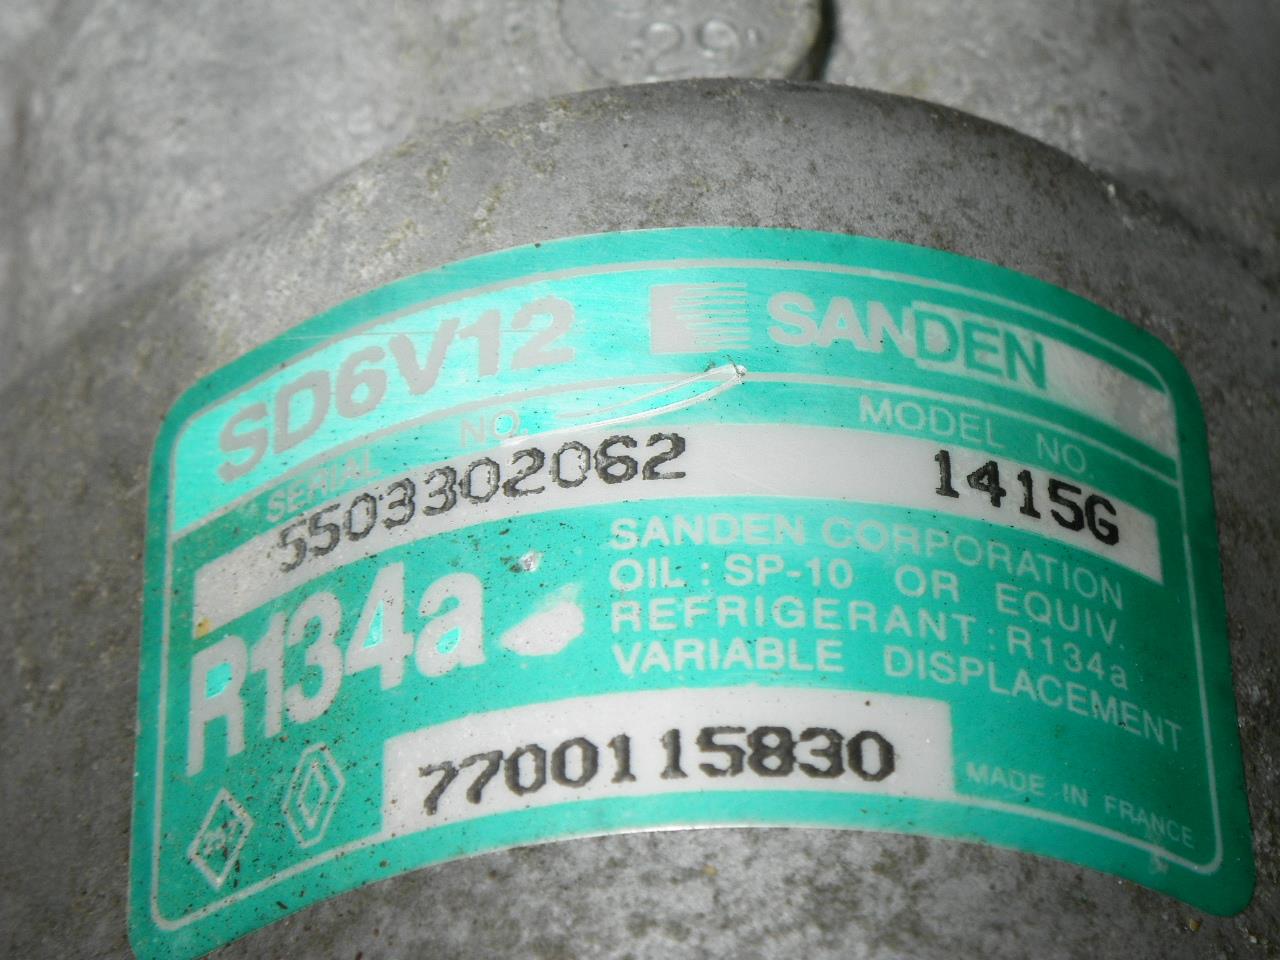 29
SD6V12 SANDEN
SERIAL NO. MODEL NO.
5503302062 1415G
R134a
SANDEN CORPORATION
OIL : SP-10 OR EQUIV.
REFRIGERANT : R134a
VARIABLE DISPLACEMENT
7700115830
MADE IN FRANCE